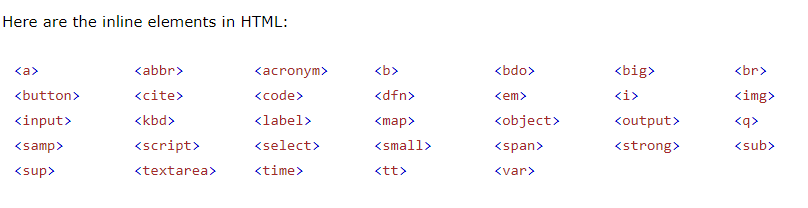 Here are the inline elements in HTML:
<a> <abbr> <acronym> <b> <bdo> <big> <br>
<button> <cite> <code> <dfn> <em> <i> <img>
<input> <kbd> <label> <map> <object> <output> <q>
<samp> <script> <select> <small> <span> <strong> <sub>
<sup> <textarea> <time> <tt> <var>